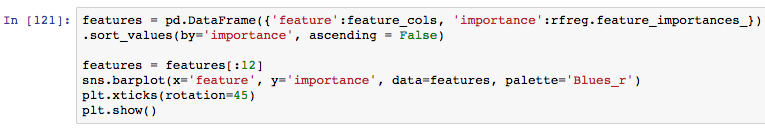 In [121]: features = pd.DataFrame({'feature':feature_cols, 'importance':rfreg.feature_importances_})
.sort_values(by='importance', ascending = False)
features = features[:12]
sns.barplot(x='feature', y='importance', data=features, palette='Blues_r')
plt.xticks(rotation=45)
plt.show()